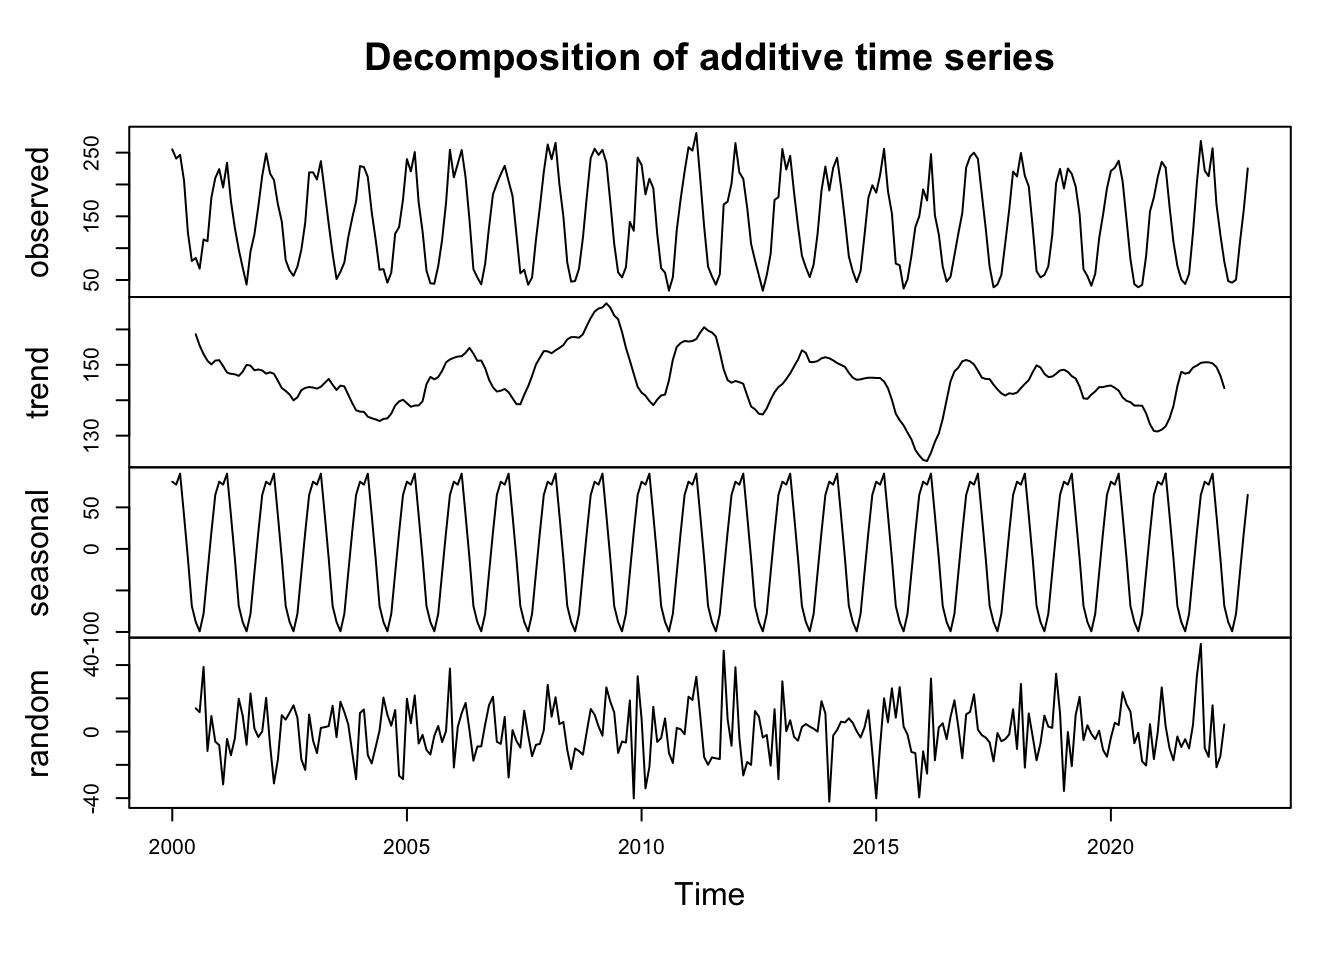 Decomposition of additive time series
observed
50 150 250
trend
130 150
seasonal
-100 0 50
random
-40 0 40
2000 2005 2010 2015 2020
Time